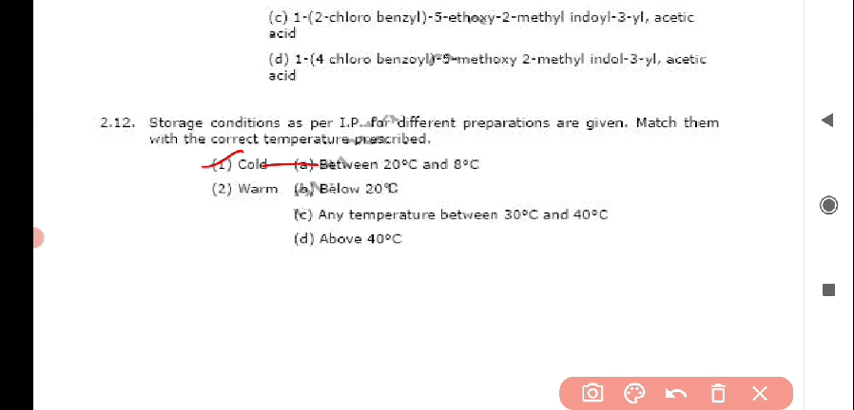 (c) 1-(2-chloro benzyl)-5-ethoxy-2-methyl indoyl-3-yl, acetic
acid
(d) 1-(4 chloro benzoyl)-5-methoxy 2-methyl indol-3-yl, acetic
acid
2.12. Storage conditions as per I.P. for different preparations are given. Match them
with the correct temperature prescribed.
(1) Cold (a) Between 20°C and 8°C
(2) Warm (b) Below 20°C
(c) Any temperature between 30°C and 40°C
(d) Above 40°C